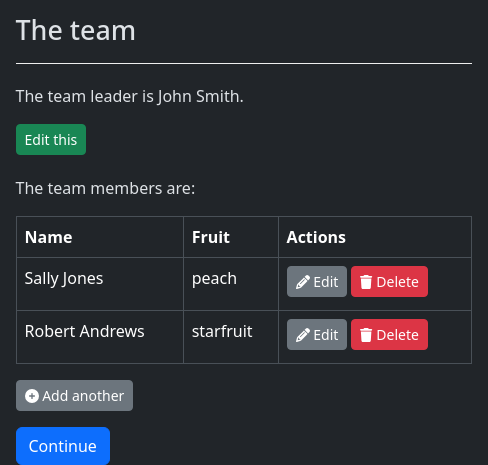 The team
The team leader is John Smith.
Edit this
The team members are:
Name Fruit Actions
Sally Jones peach Edit Delete
Robert Andrews starfruit Edit Delete
Add another
Continue